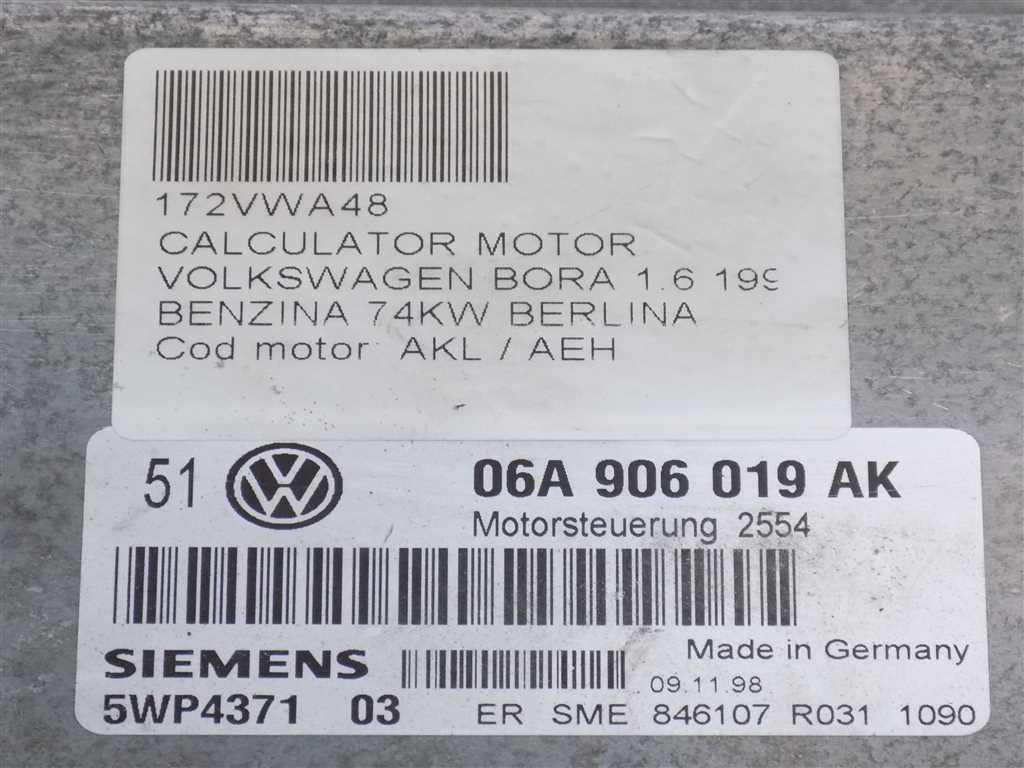 172VWA48
CALCULATOR MOTOR
VOLKSWAGEN BORA 1.6 199
BENZINA 74KW BERLINA
Cod motor AKL / AEH
51 06A 906 019 AK
Motorsteuerung 2554
Made in Germany
SIEMENS
09.11.98
5WP4371 03 ER SME 846107 R031 1090